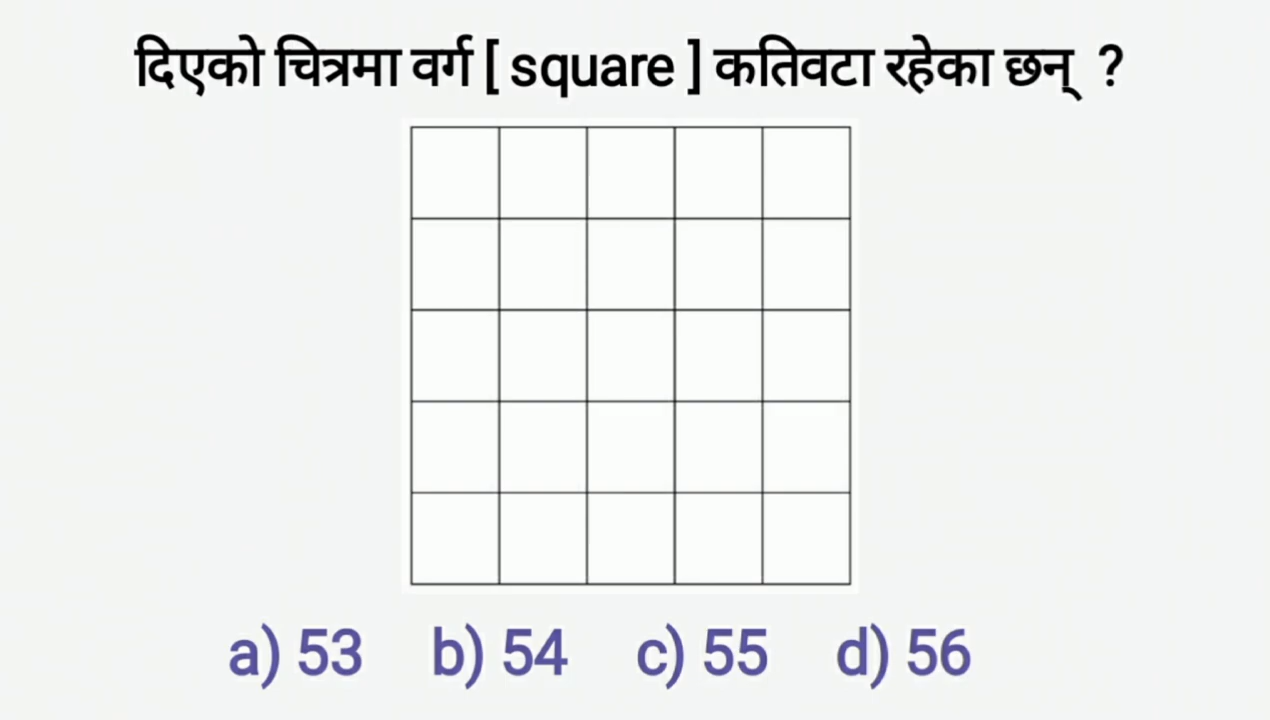 दिएको चित्रमा वर्ग [ square ] कतिवटा रहेका छन् ?
a) 53 b) 54 c) 55 d) 56